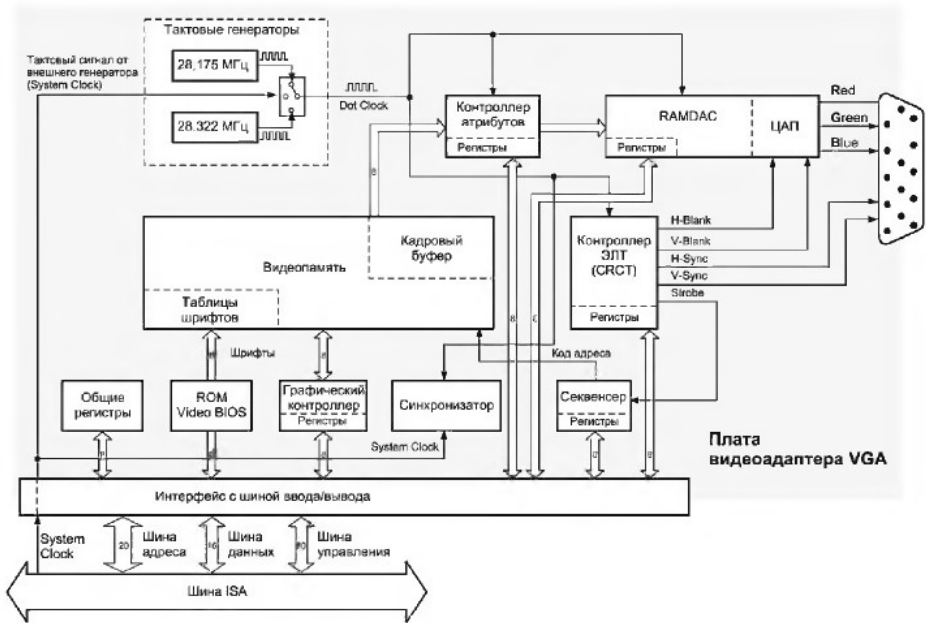 Тактовые генераторы
Тактовый сигнал от
внешнего генератора
(System Clock)
28,175 МГц
28.322 МГц
Dot Clock
Контроллер
атрибутов
Регистры
RAMDAC
ЦАП
Регистры
Red
Green
Blue
8
Кадровый
буфер
Видеопамять
Таблицы
шрифтов
Контроллер
ЭЛТ
(CRCT)
Регистры
H-Blank
V-Blank
H-Sync
V-Sync
Strobe
Шрифты
Код адреса
8
Общие
регистры
ROM
Video BIOS
Графический
контроллер
Регистры
Синхронизатор
Секвенсер
Регистры
System Clock
Плата
видеоадаптера VGA
Интерфейс с шиной ввода/вывода
System
Clock
20
Шина
адреса
16
Шина
данных
Шина
управления
Шина ISA